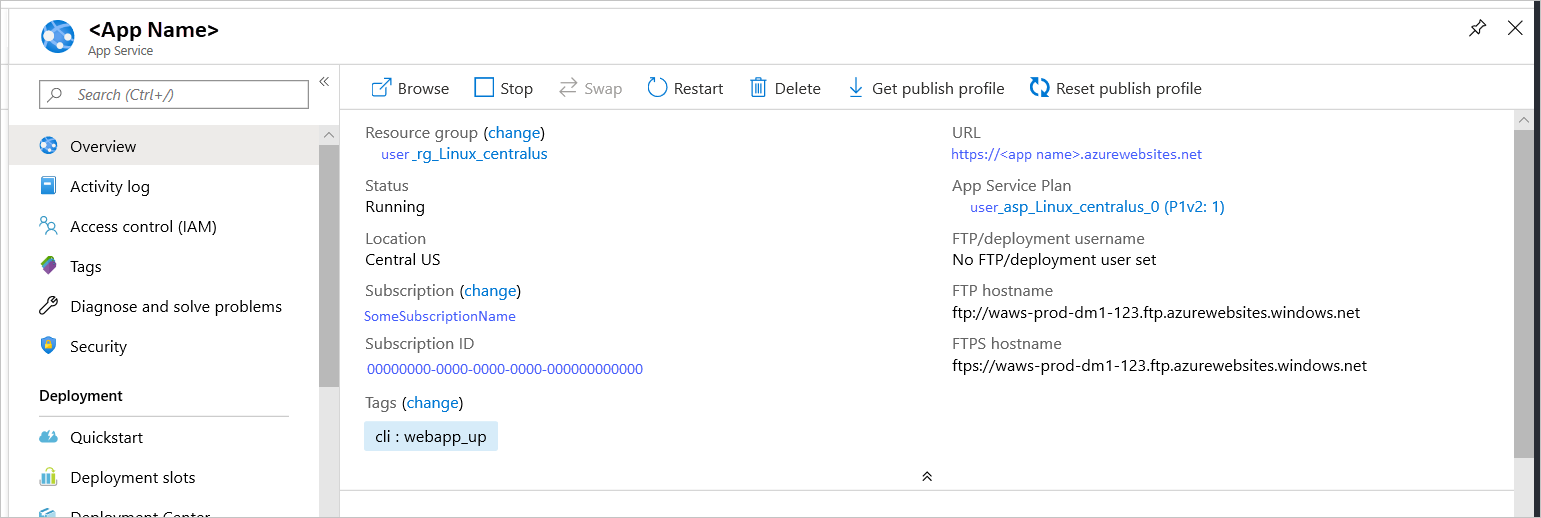 <App Name>
App Service
Search (Ctrl+/)
Overview
Activity log
Access control (IAM)
Tags
Diagnose and solve problems
Security
Deployment
Quickstart
Deployment slots
Deployment Center
Browse
Stop
Swap
Restart
Delete
Get publish profile
Reset publish profile
Resource group (change)
user _rg_Linux_centralus
Status
Running
Location
Central US
Subscription (change)
SomeSubscriptionName
Subscription ID
00000000-0000-0000-0000-000000000000
Tags (change)
cli : webapp_up
URL
https://<app name>.azurewebsites.net
App Service Plan
user_asp_Linux_centralus_0 (P1v2: 1)
FTP/deployment username
No FTP/deployment user set
FTP hostname
ftp://waws-prod-dm1-123.ftp.azurewebsites.windows.net
FTPS hostname
ftps://waws-prod-dm1-123.ftp.azurewebsites.windows.net